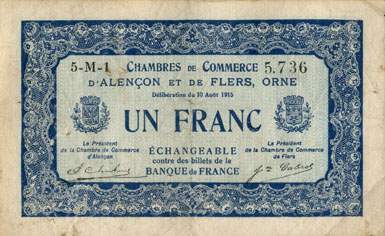 5-M-1 CHAMBRES DE COMMERCE 5.736
D'ALENÇON ET DE FLERS, ORNE
Délibération du 10 Août 1915
UN FRANC
Le Président
de la Chambre de Commerce
d'Alençon
ÉCHANGEABLE
contre des billets de la
BANQUE DE FRANCE
Le Président
de la Chambre de Commerce
de Flers